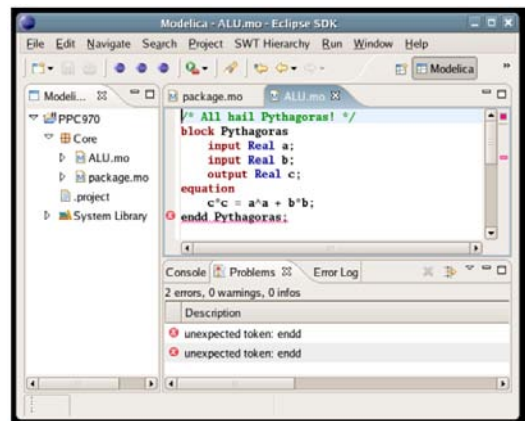 Modelica - ALU.mo - Eclipse SDK
File Edit Navigate Search Project SWT Hierarchy Run Window Help
Modelica
Modeli...
PPC970
Core
ALU.mo
package.mo
.project
System Library
package.mo ALU.mo
/* All hail Pythagoras! */
block Pythagoras
input Real a;
input Real b;
output Real c;
equation
c*c = a^a + b*b;
endd Pythagoras;
Console Problems Error Log
2 errors, 0 warnings, 0 infos
Description
unexpected token: endd
unexpected token: endd